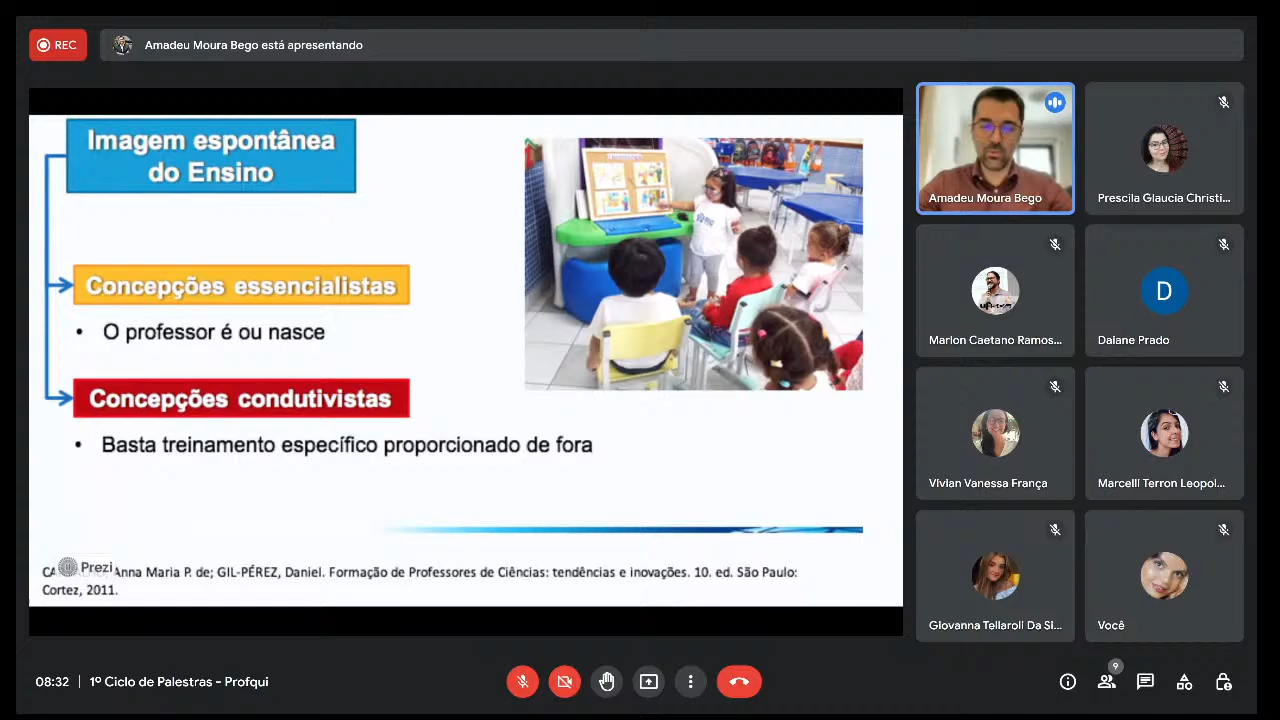 REC
Amadeu Moura Bego está apresentando
Imagem espontânea
do Ensino
Concepções essencialistas
• O professor é ou nasce
Concepções condutivistas
• Basta treinamento específico proporcionado de fora
Prezi
Anna Maria P. de; GIL-PÉREZ, Daniel. Formação de Professores de Ciências: tendências e inovações. 10. ed. São Paulo:
Cortez, 2011.
Amadeu Moura Bego
Prescila Glaucia Christi...
Marlon Caetano Ramos...
D
Daiane Prado
Vivian Vanessa França
Marcelli Terron Leopol...
Giovanna Tellaroli Da Si...
Você
08:32 | 1º Ciclo de Palestras - Profqui
9